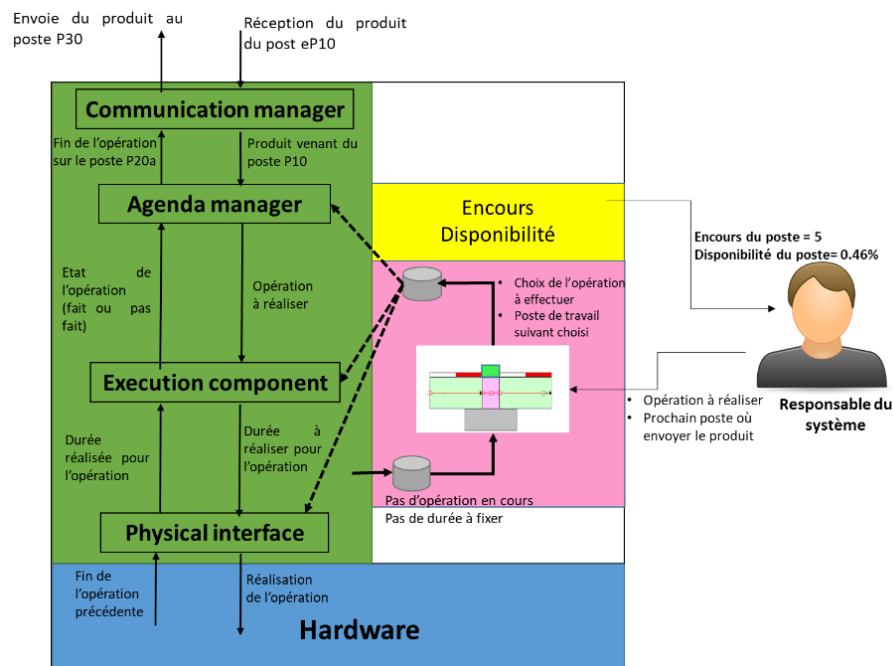 Envoie du produit au
poste P30
Réception du produit
du post eP10
Communication manager
Fin de l'opération
sur le poste P20a
Produit venant du
poste P10
Agenda manager
Encours
Disponibilité
Encours du poste = 5
Disponibilité du poste= 0.46%
Etat de
l'opération
(fait ou pas
fait)
Opération
à réaliser
• Choix de l'opération
à effectuer
• Poste de travail
suivant choisi
Execution component
• Opération à réaliser
• Prochain poste où
envoyer le produit
Responsable du
système
Durée
réalisée pour
l'opération
Durée à
réaliser pour
l'opération
Pas d'opération en cours
Pas de durée à fixer
Physical interface
Fin de
l'opération
précédente
Réalisation
de l'opération
Hardware